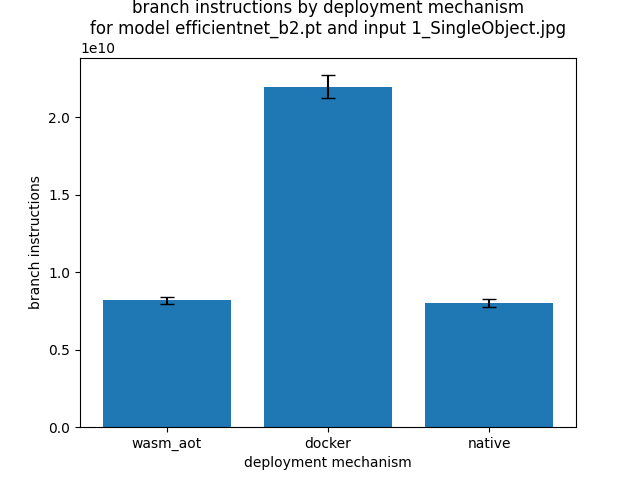 branch instructions by deployment mechanism
for model efficientnet_b2.pt and input 1_SingleObject.jpg
1e10
2.0
1.5
1.0
0.5
0.0
branch instructions
wasm_aot
docker
native
deployment mechanism